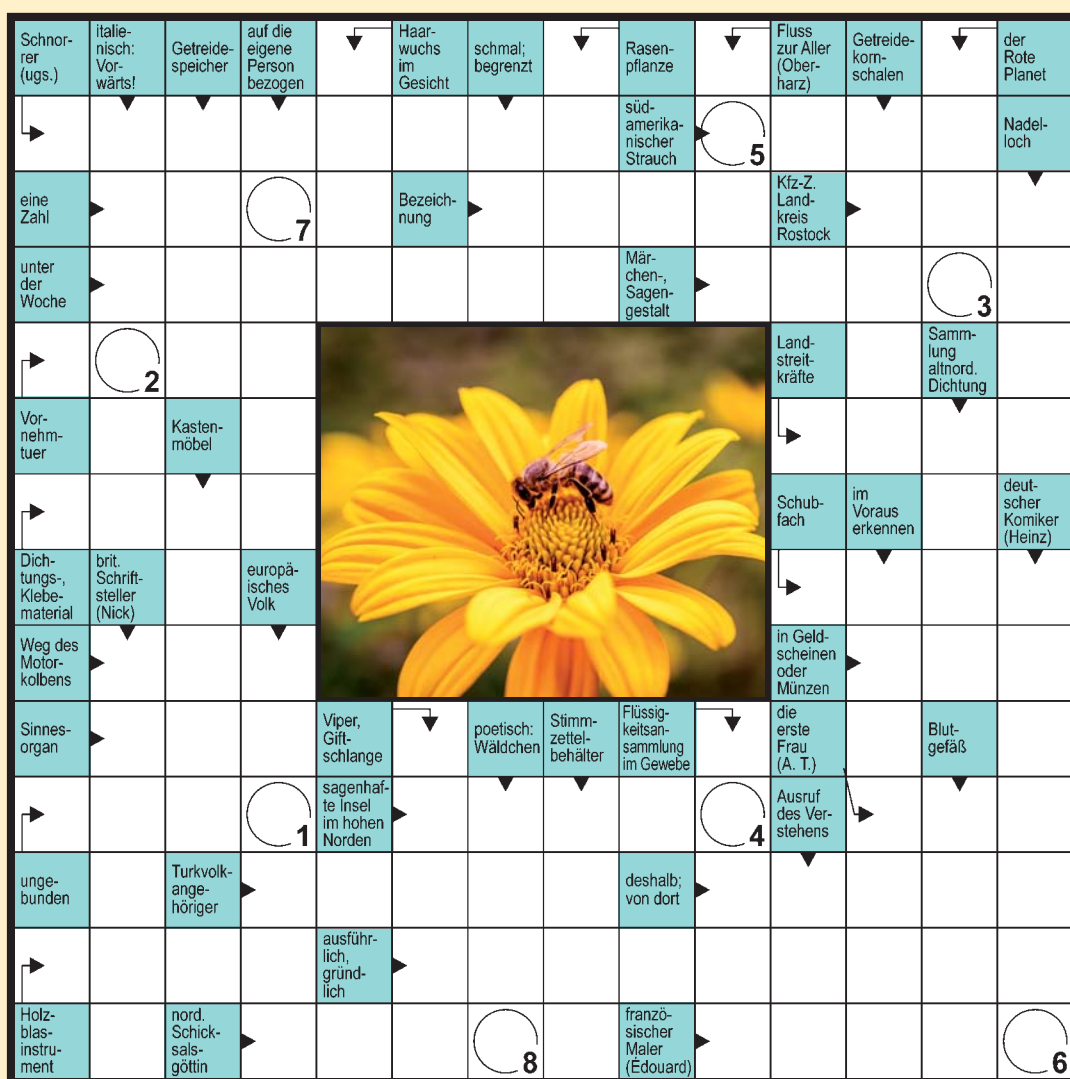 Schnor-
rer
(ugs.)
italie-
nisch:
Vor-
wärts!
Getreide-
speicher
auf die
eigene
Person
bezogen
Haar-
wuchs
im
Gesicht
schmal;
begrenzt
Rasen-
pflanze
Fluss
zur Aller
(Ober-
harz)
Getreide-
korn-
schalen
der
Rote
Planet
süd-
amerika-
nischer
Strauch
5
Nadel-
loch
eine
Zahl
7
Bezeich-
nung
Kfz-Z.
Land-
kreis
Rostock
unter
der
Woche
Mär-
chen-,
Sagen-
gestalt
3
2
Land-
streit-
kräfte
Samm-
lung
altnord.
Dichtung
Vor-
nehm-
tuer
Kasten-
möbel
Schub-
fach
im
Voraus
erkennen
deut-
scher
Komiker
(Heinz)
Dich-
tungs-,
Klebe-
material
brit.
Schrift-
steller
(Nick)
europä-
isches
Volk
Weg des
Motor-
kolbens
in Geld-
scheinen
oder
Münzen
Sinnes-
organ
Viper,
Gift-
schlange
poetisch:
Wäldchen
Stimm-
zettel-
behälter
Flüssig-
keitsan-
sammlung
im Gewebe
die
erste
Frau
(A. T.)
Blut-
gefäß
1
sagenhaf-
te Insel
im hohen
Norden
4
Ausruf
des Ver-
stehens
unge-
bunden
Turkvolk-
ange-
höriger
deshalb;
von dort
ausführ-
lich,
gründ-
lich
Holz-
blas-
instru-
ment
nord.
Schick-
sals-
göttin
8
franzö-
sischer
Maler
(Édouard)
6